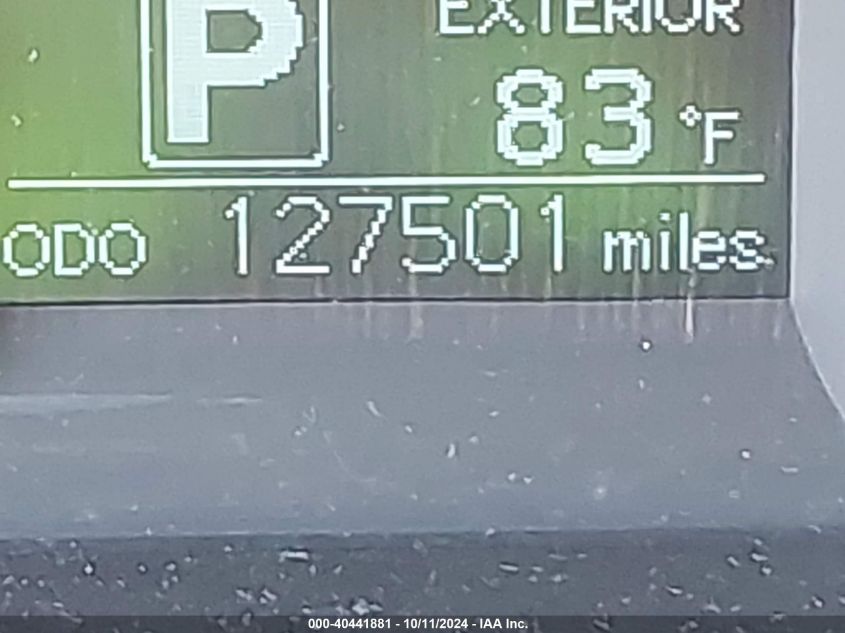 P
EXTERIOR
83 °F
ODO 127501 miles
000-40441881 - 10/11/2024 - IAA Inc.